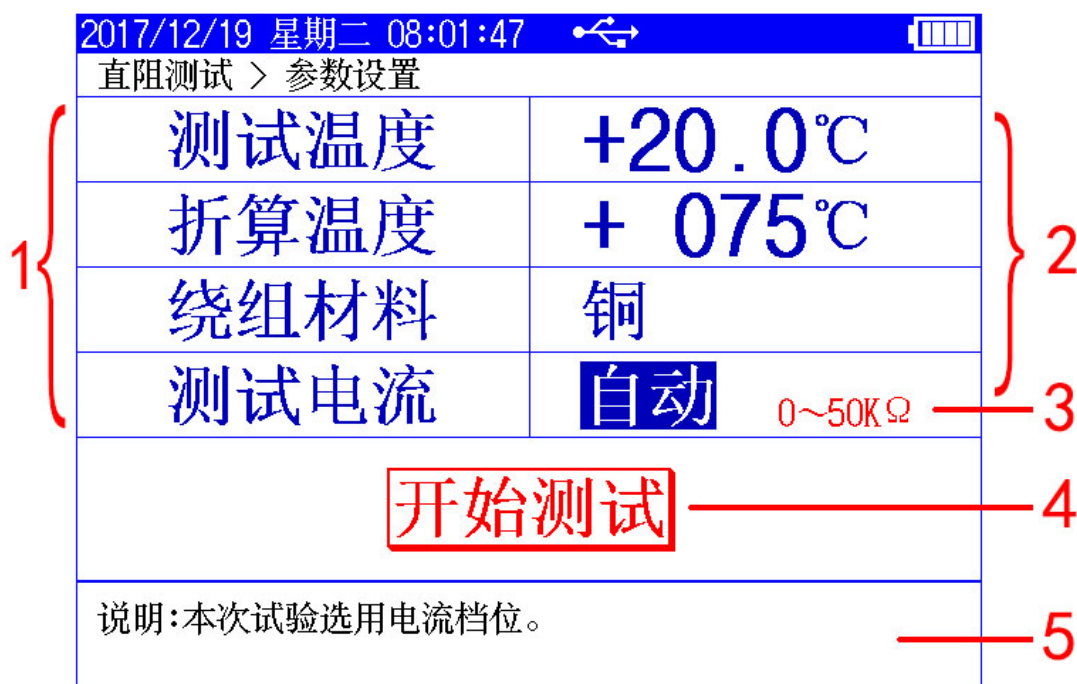 2017/12/19 星期二 08:01:47
直阻测试 > 参数设置
测试温度 +20.0℃
折算温度 + 075℃
1
2
绕组材料 铜
测试电流 自动 0~50KΩ 3
开始测试 4
说明:本次试验选用电流档位。 5